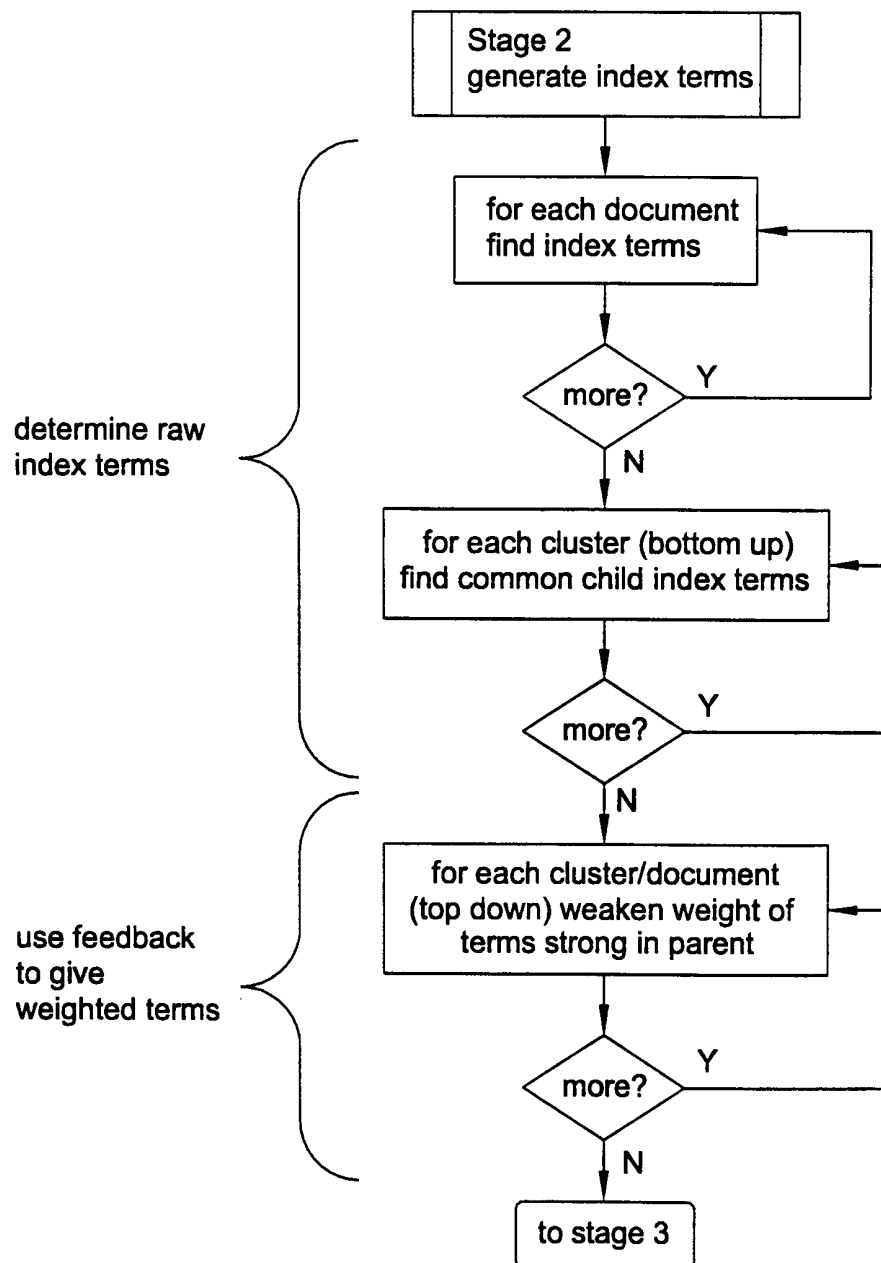 Stage 2
generate index terms
for each document
find index terms
more?
Y
N
determine raw
index terms
for each cluster (bottom up)
find common child index terms
more?
Y
N
for each cluster/document
(top down) weaken weight of
terms strong in parent
use feedback
to give
weighted terms
more?
Y
N
to stage 3